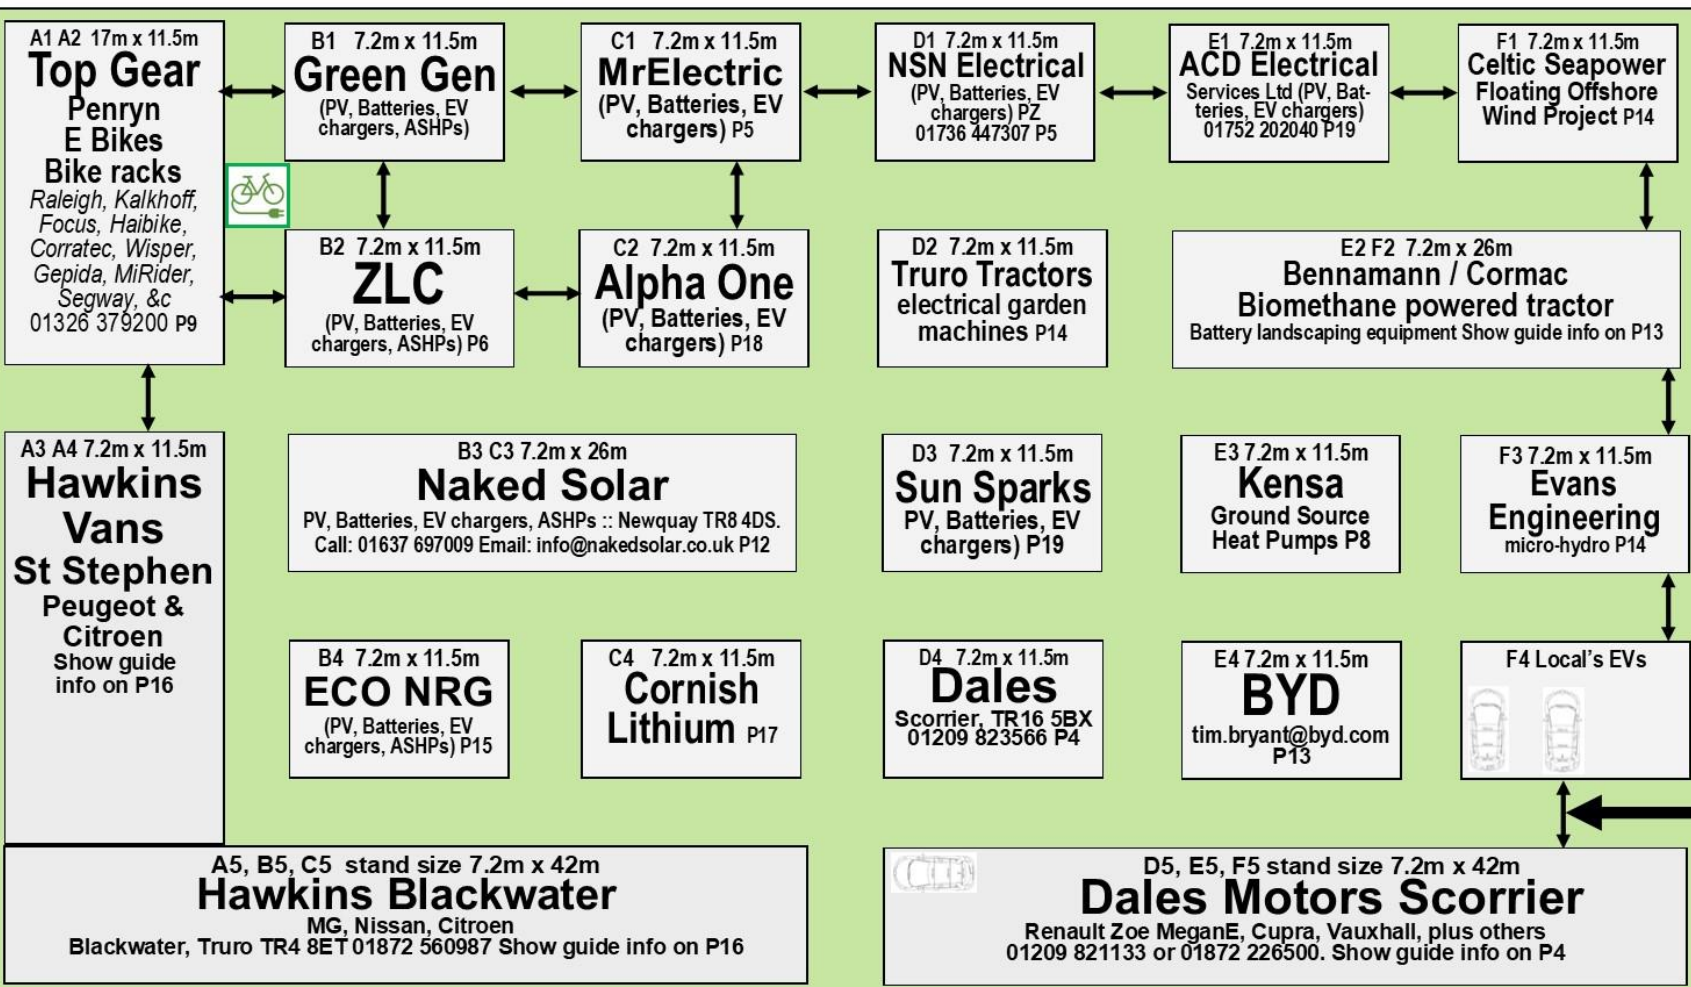 A1 A2 17m x 11.5m
Top Gear
Penryn
E Bikes
Bike racks
Raleigh, Kalkhoff,
Focus, Haibike,
Corratec, Wisper,
Gepida, MiRider,
Segway, &c
01326 379200 P9
B1 7.2m x 11.5m
Green Gen
(PV, Batteries, EV
chargers, ASHPs)
C1 7.2m x 11.5m
MrElectric
(PV, Batteries, EV
chargers) P5
D1 7.2m x 11.5m
NSN Electrical
(PV, Batteries, EV
chargers) PZ
01736 447307 P5
E1 7.2m x 11.5m
ACD Electrical
Services Ltd (PV, Bat-
teries, EV chargers)
01752 202040 P19
F1 7.2m x 11.5m
Celtic Seapower
Floating Offshore
Wind Project P14
B2 7.2m x 11.5m
ZLC
(PV, Batteries, EV
chargers, ASHPs) P6
C2 7.2m x 11.5m
Alpha One
(PV, Batteries, EV
chargers) P18
D2 7.2m x 11.5m
Truro Tractors
electrical garden
machines P14
E2 F2 7.2m x 26m
Bennamann / Cormac
Biomethane powered tractor
Battery landscaping equipment Show guide info on P13
A3 A4 7.2m x 11.5m
Hawkins
Vans
St Stephen
Peugeot &
Citroen
Show guide
info on P16
B3 C3 7.2m x 26m
Naked Solar
PV, Batteries, EV chargers, ASHPs :: Newquay TR8 4DS.
Call: 01637 697009 Email: info@nakedsolar.co.uk P12
D3 7.2m x 11.5m
Sun Sparks
PV, Batteries, EV
chargers) P19
E3 7.2m x 11.5m
Kensa
Ground Source
Heat Pumps P8
F3 7.2m x 11.5m
Evans
Engineering
micro-hydro P14
B4 7.2m x 11.5m
ECO NRG
(PV, Batteries, EV
chargers, ASHPs) P15
C4 7.2m x 11.5m
Cornish
Lithium P17
D4 7.2m x 11.5m
Dales
Scorrier, TR16 5BX
01209 823566 P4
E4 7.2m x 11.5m
BYD
tim.bryant@byd.com
P13
F4 Local's EVs
A5, B5, C5 stand size 7.2m x 42m
Hawkins Blackwater
MG, Nissan, Citroen
Blackwater, Truro TR4 8ET 01872 560987 Show guide info on P16
D5, E5, F5 stand size 7.2m x 42m
Dales Motors Scorrier
Renault Zoe MeganE, Cupra, Vauxhall, plus others
01209 821133 or 01872 226500. Show guide info on P4